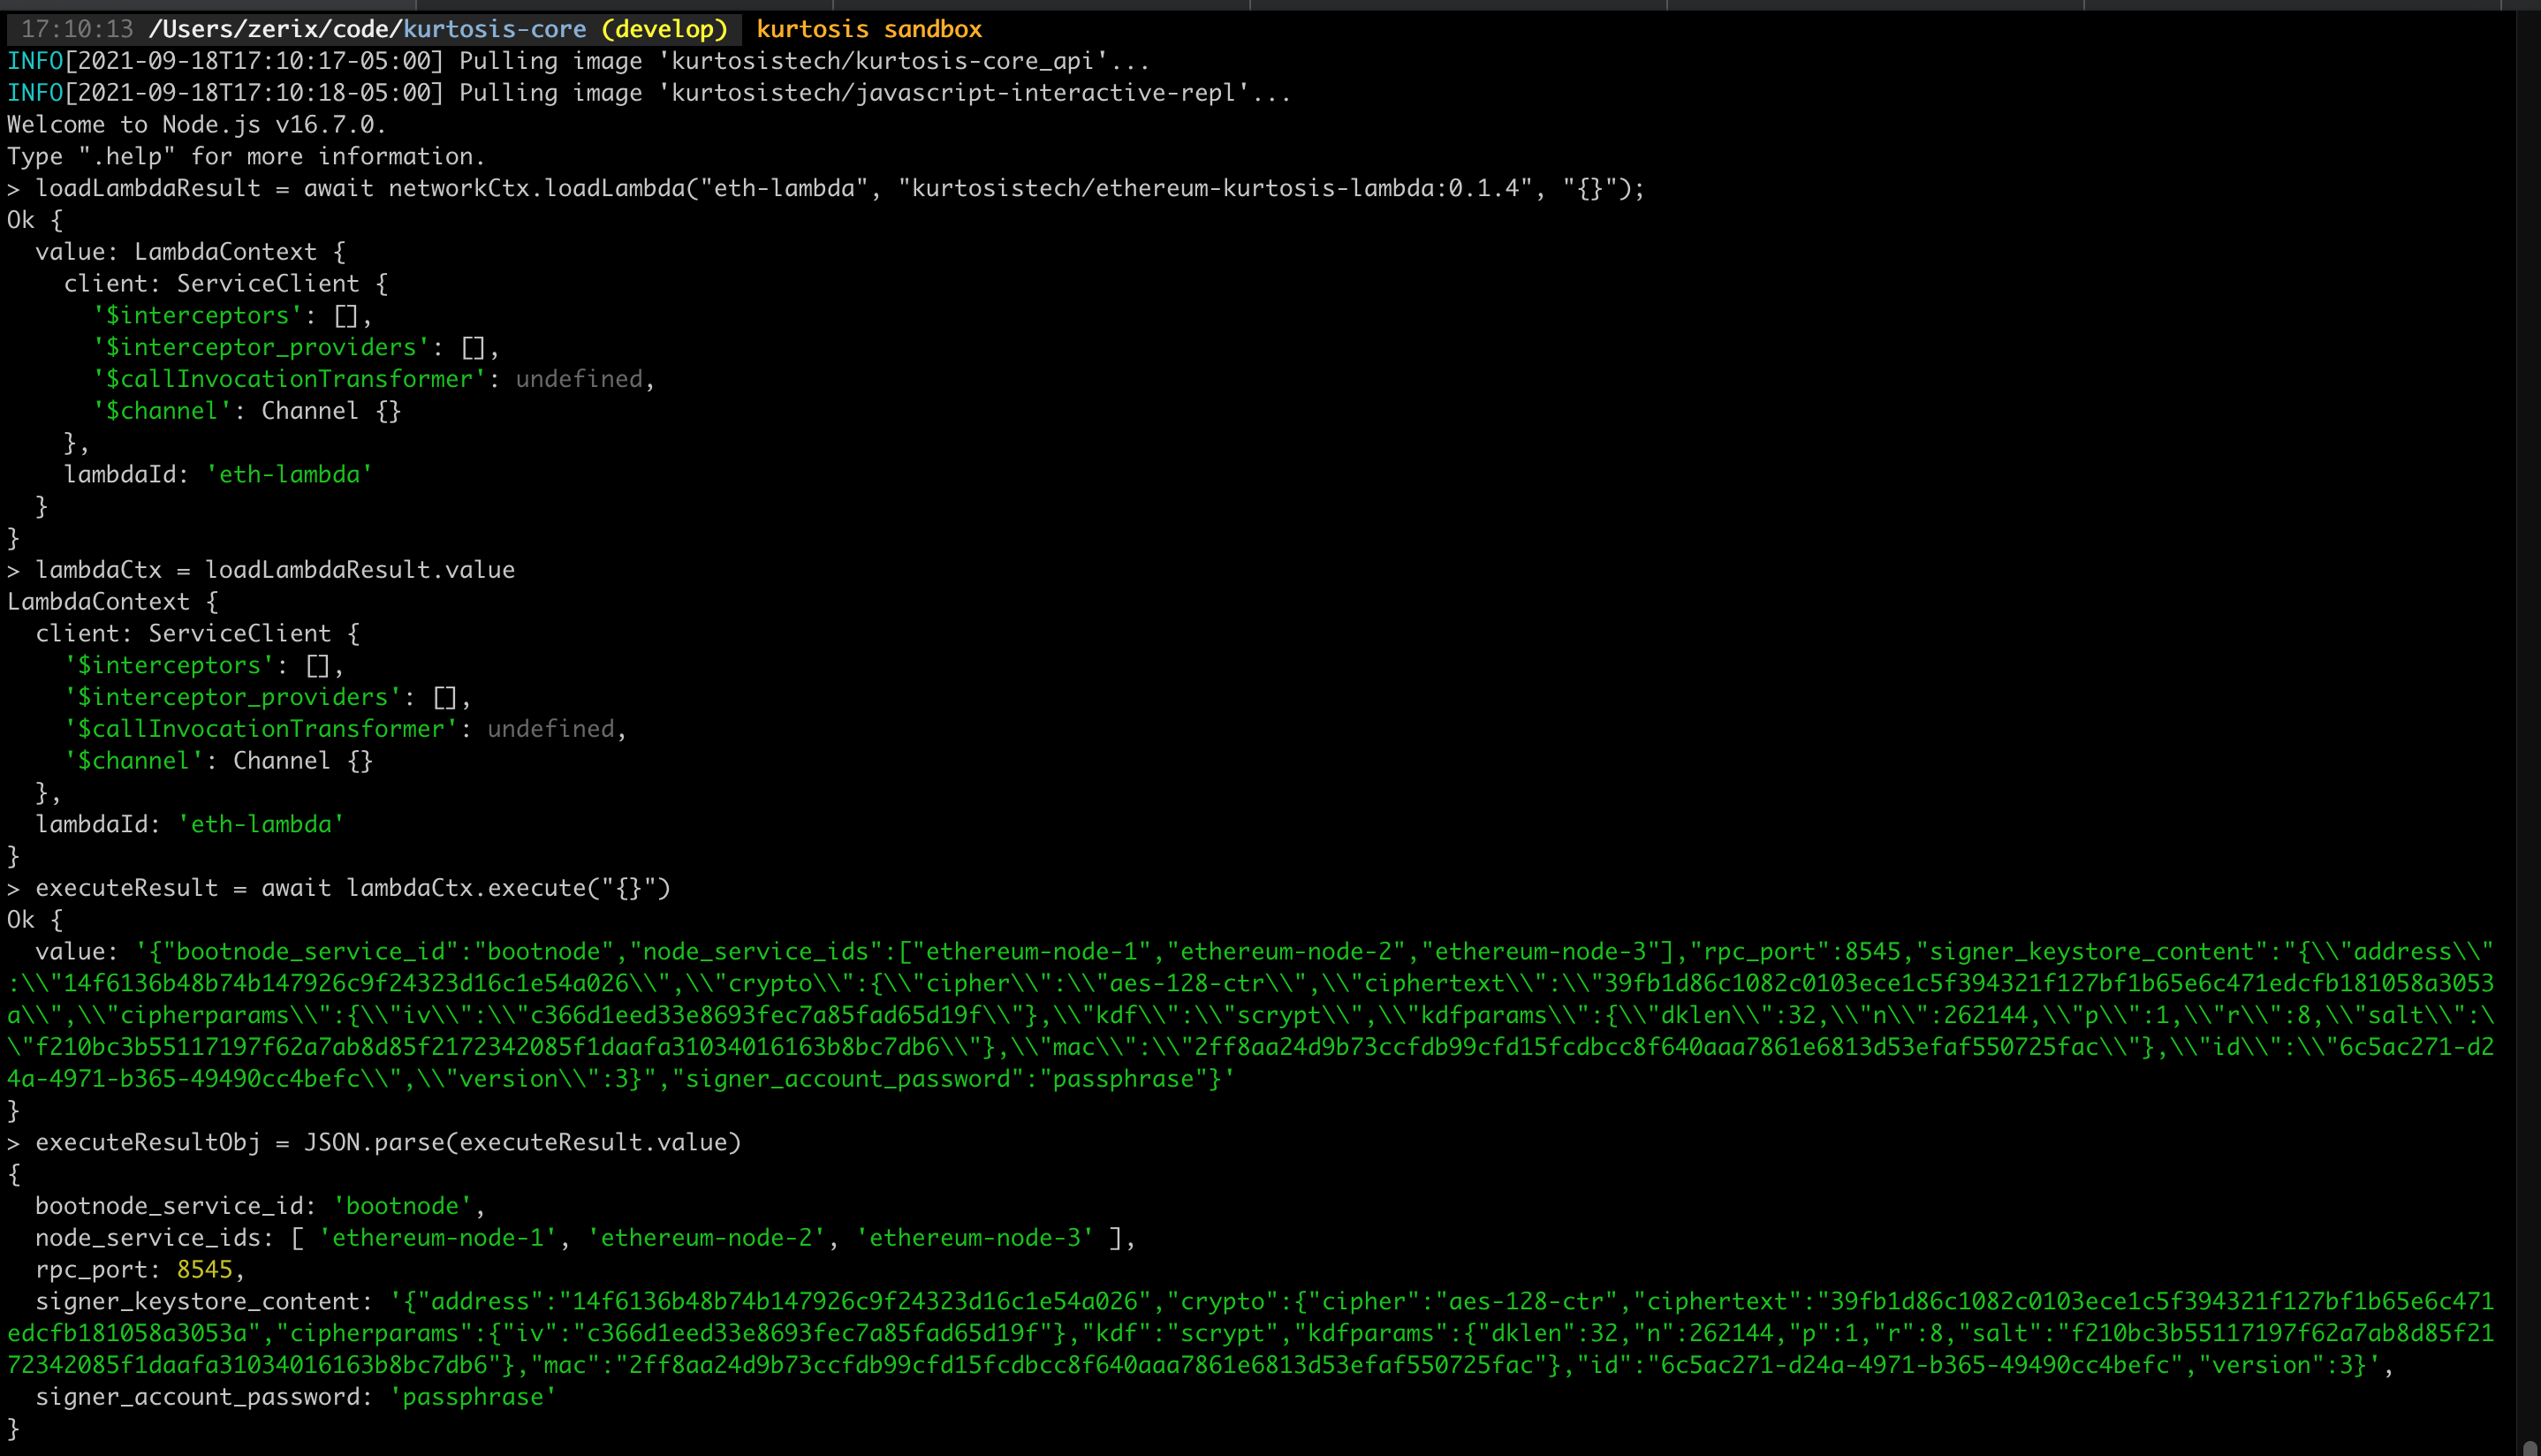 17:10:13 /Users/zerix/code/kurtosis-core (develop)  kurtosis sandbox
INFO[2021-09-18T17:10:17-05:00] Pulling image 'kurtosistech/kurtosis-core_api'...
INFO[2021-09-18T17:10:18-05:00] Pulling image 'kurtosistech/javascript-interactive-repl'...
Welcome to Node.js v16.7.0.
Type ".help" for more information.
> loadLambdaResult = await networkCtx.loadLambda("eth-lambda", "kurtosistech/ethereum-kurtosis-lambda:0.1.4", "{}");
Ok {
  value: LambdaContext {
    client: ServiceClient {
      '$interceptors': [],
      '$interceptor_providers': [],
      '$callInvocationTransformer': undefined,
      '$channel': Channel {}
    },
    lambdaId: 'eth-lambda'
  }
}
> lambdaCtx = loadLambdaResult.value
LambdaContext {
  client: ServiceClient {
    '$interceptors': [],
    '$interceptor_providers': [],
    '$callInvocationTransformer': undefined,
    '$channel': Channel {}
  },
  lambdaId: 'eth-lambda'
}
> executeResult = await lambdaCtx.execute("{}")
Ok {
  value: '{"bootnode_service_id":"bootnode","node_service_ids":["ethereum-node-1","ethereum-node-2","ethereum-node-3"],"rpc_port":8545,"signer_keystore_content":"{\\"address\\"
:\\"14f6136b48b74b147926c9f24323d16c1e54a026\\",\\"crypto\\":{\\"cipher\\":\\"aes-128-ctr\\",\\"ciphertext\\":\\"39fb1d86c1082c0103ece1c5f394321f127bf1b65e6c471edcfb181058a3053
a\\",\\"cipherparams\\":{\\"iv\\":\\"c366d1eed33e8693fec7a85fad65d19f\\"},\\"kdf\\":\\"scrypt\\",\\"kdfparams\\":{\\"dklen\\":32,\\"n\\":262144,\\"p\\":1,\\"r\\":8,\\"salt\\":\
\"f210bc3b55117197f62a7ab8d85f2172342085f1daafa31034016163b8bc7db6\\"},\\"mac\\":\\"2ff8aa24d9b73ccfdb99cfd15fcdbcc8f640aaa7861e6813d53efaf550725fac\\"},\\"id\\":\\"6c5ac271-d2
4a-4971-b365-49490cc4befc\\",\\"version\\":3}","signer_account_password":"passphrase"}'
}
> executeResultObj = JSON.parse(executeResult.value)
{
  bootnode_service_id: 'bootnode',
  node_service_ids: [ 'ethereum-node-1', 'ethereum-node-2', 'ethereum-node-3' ],
  rpc_port: 8545,
  signer_keystore_content: '{"address":"14f6136b48b74b147926c9f24323d16c1e54a026","crypto":{"cipher":"aes-128-ctr","ciphertext":"39fb1d86c1082c0103ece1c5f394321f127bf1b65e6c471
edcfb181058a3053a","cipherparams":{"iv":"c366d1eed33e8693fec7a85fad65d19f"},"kdf":"scrypt","kdfparams":{"dklen":32,"n":262144,"p":1,"r":8,"salt":"f210bc3b55117197f62a7ab8d85f21
72342085f1daafa31034016163b8bc7db6"},"mac":"2ff8aa24d9b73ccfdb99cfd15fcdbcc8f640aaa7861e6813d53efaf550725fac"},"id":"6c5ac271-d24a-4971-b365-49490cc4befc","version":3}',
  signer_account_password: 'passphrase'
}